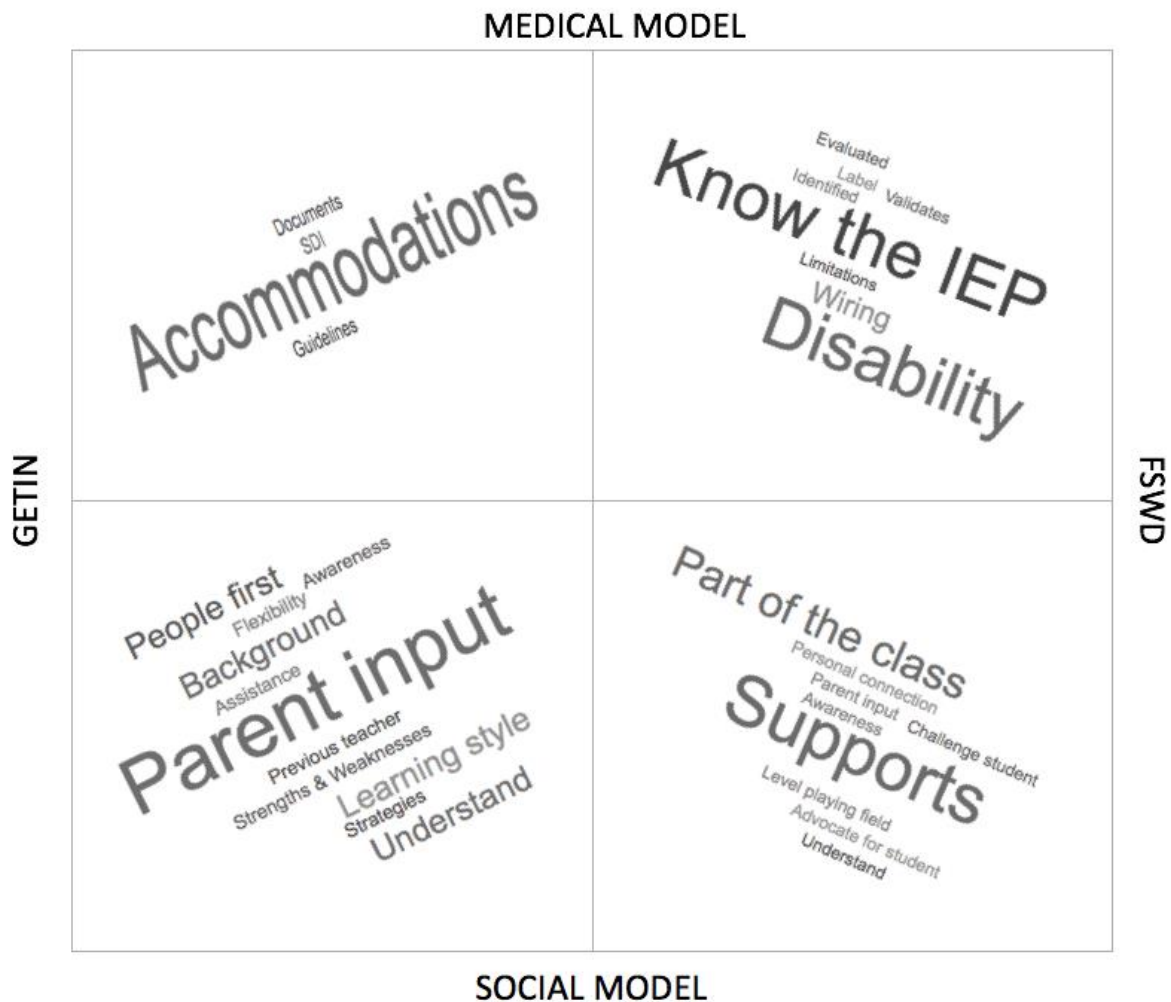 MEDICAL MODEL
Documents
SDI
Accommodations
Guidelines
Evaluated
Label
Identified
Validates
Know the IEP
Limitations
Wiring
Disability
GETIN
FSWD
People first
Awareness
Flexibility
Background
Assistance
Parent input
Previous teacher
Strengths & Weaknesses
Learning style
Strategies
Understand
Part of the class
Personal connection
Parent input
Awareness
Challenge student
Supports
Level playing field
Advocate for student
Understand
SOCIAL MODEL